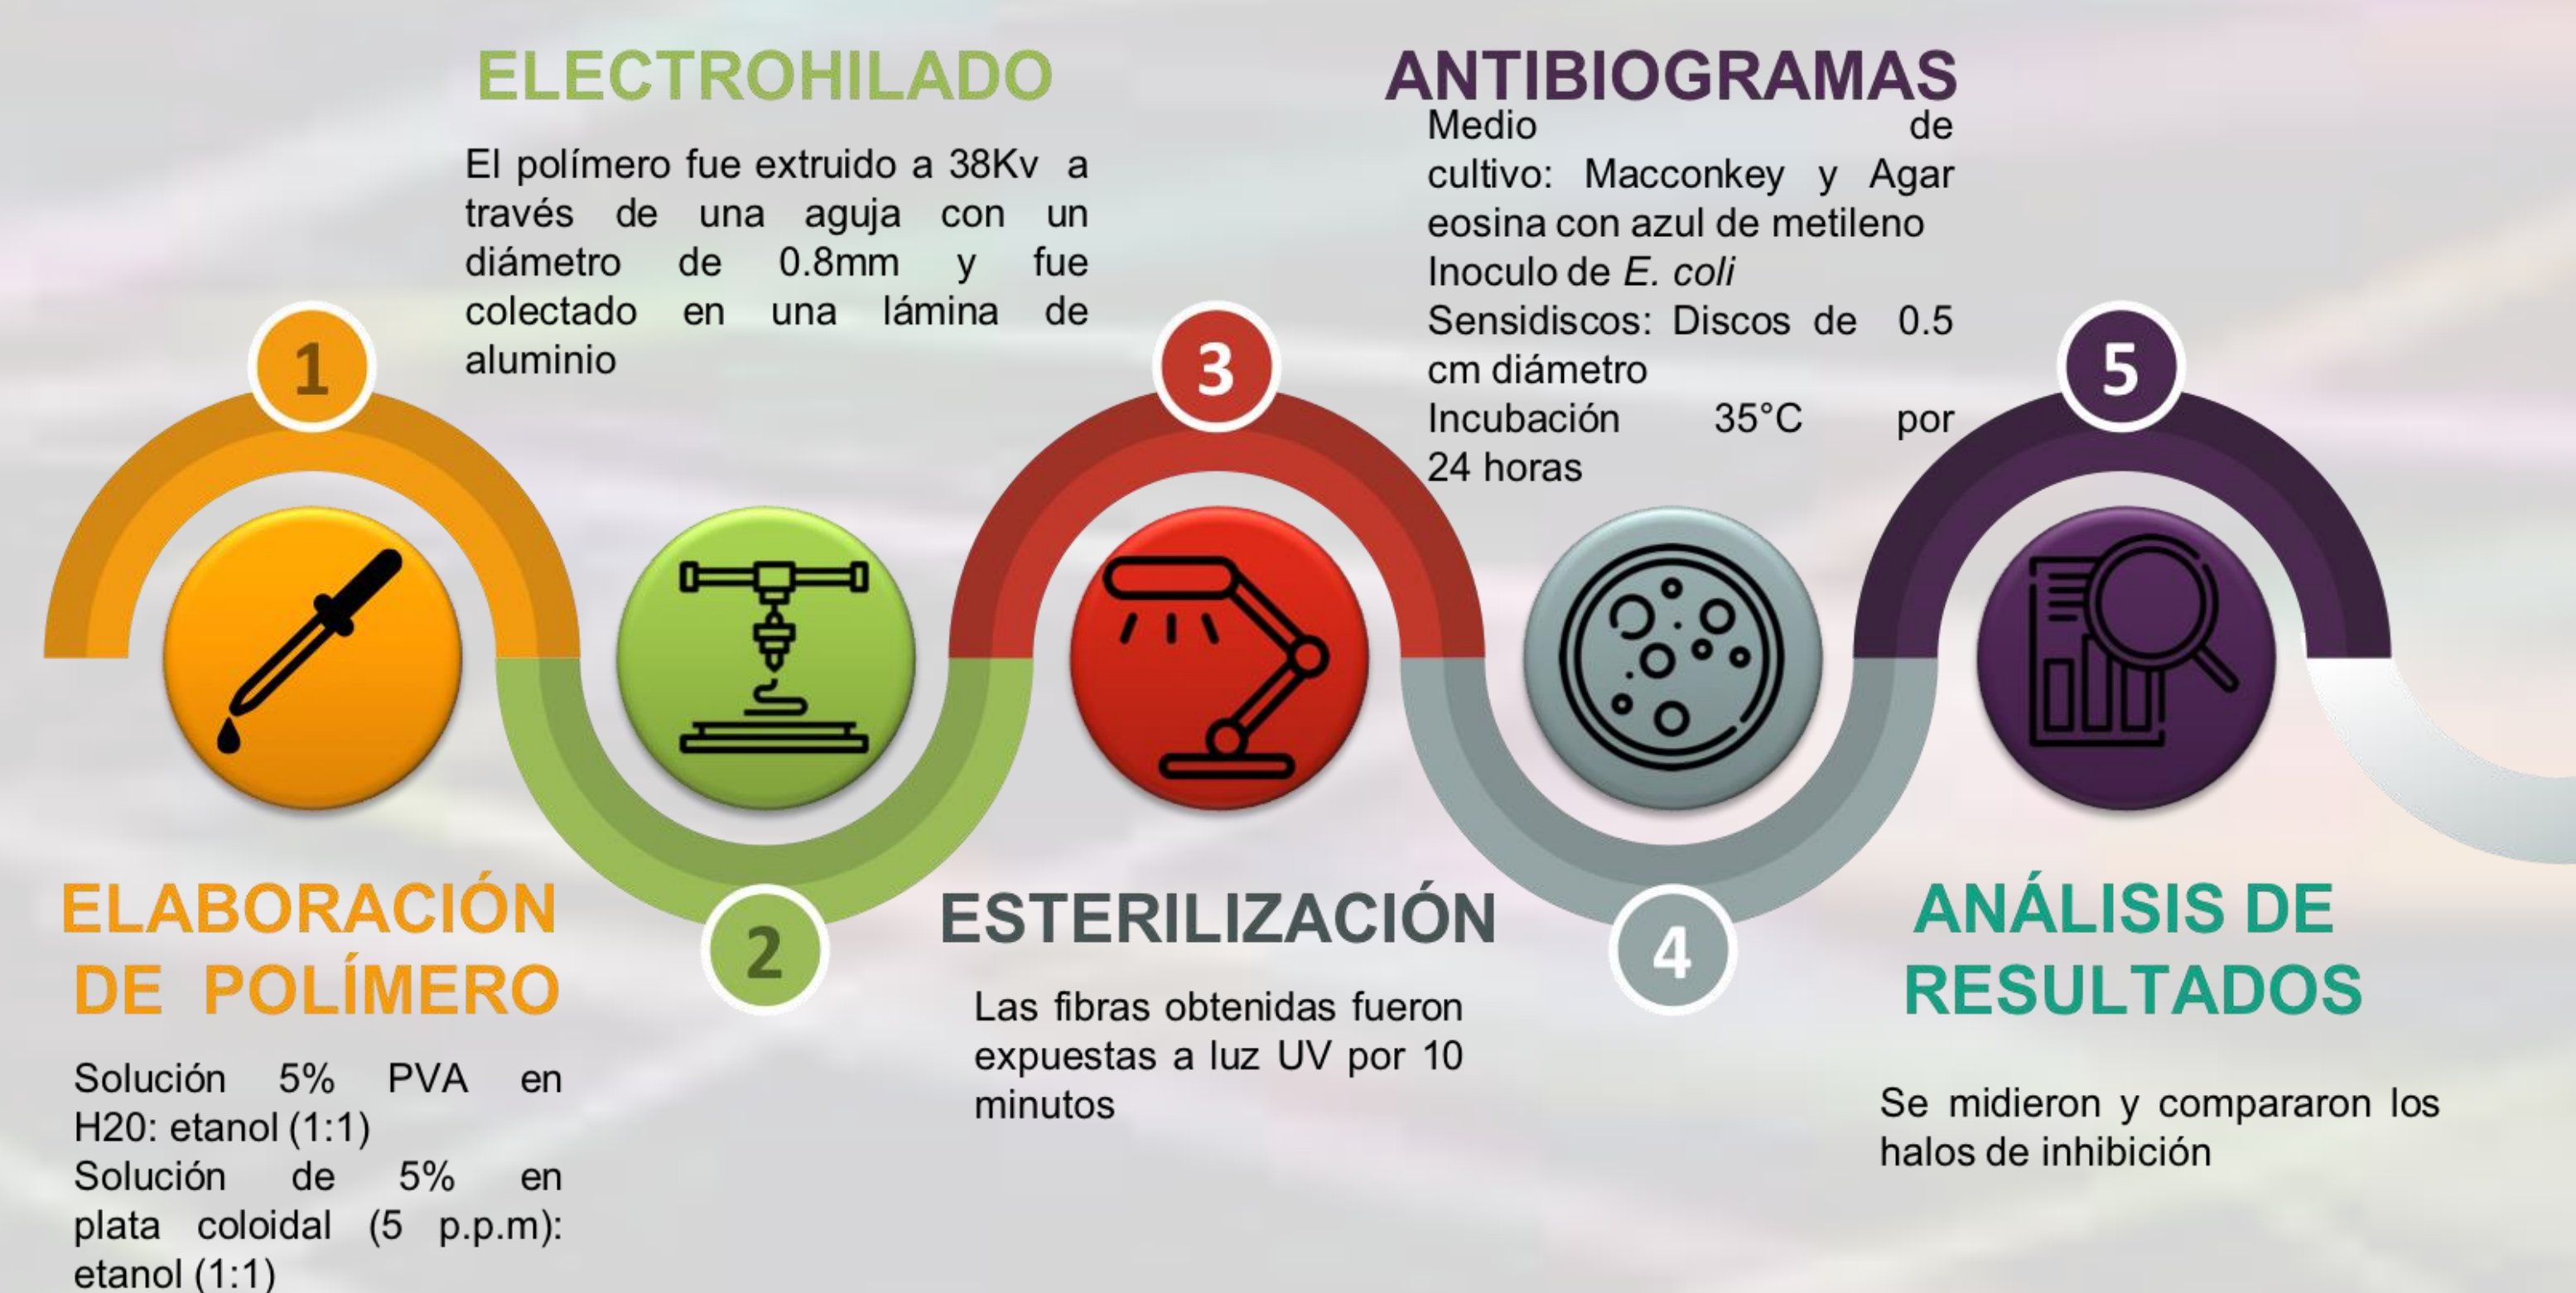 1
ELABORACIÓN
DE POLÍMERO
Solución 5% PVA en
H20: etanol (1:1)
Solución de 5% en
plata coloidal (5 p.p.m):
etanol (1:1)
ELECTROHILADO
El polímero fue extruido a 38Kv a
través de una aguja con un
diámetro de 0.8mm y fue
colectado en una lámina de
aluminio
2
3
ESTERILIZACIÓN
Las fibras obtenidas fueron
expuestas a luz UV por 10
minutos
ANTIBIOGRAMAS
Medio de
cultivo: Macconkey y Agar
eosina con azul de metileno
Inoculo de E. coli
Sensidiscos: Discos de 0.5
cm diámetro
Incubación 35°C por
24 horas
4
5
ANÁLISIS DE
RESULTADOS
Se midieron y compararon los
halos de inhibición